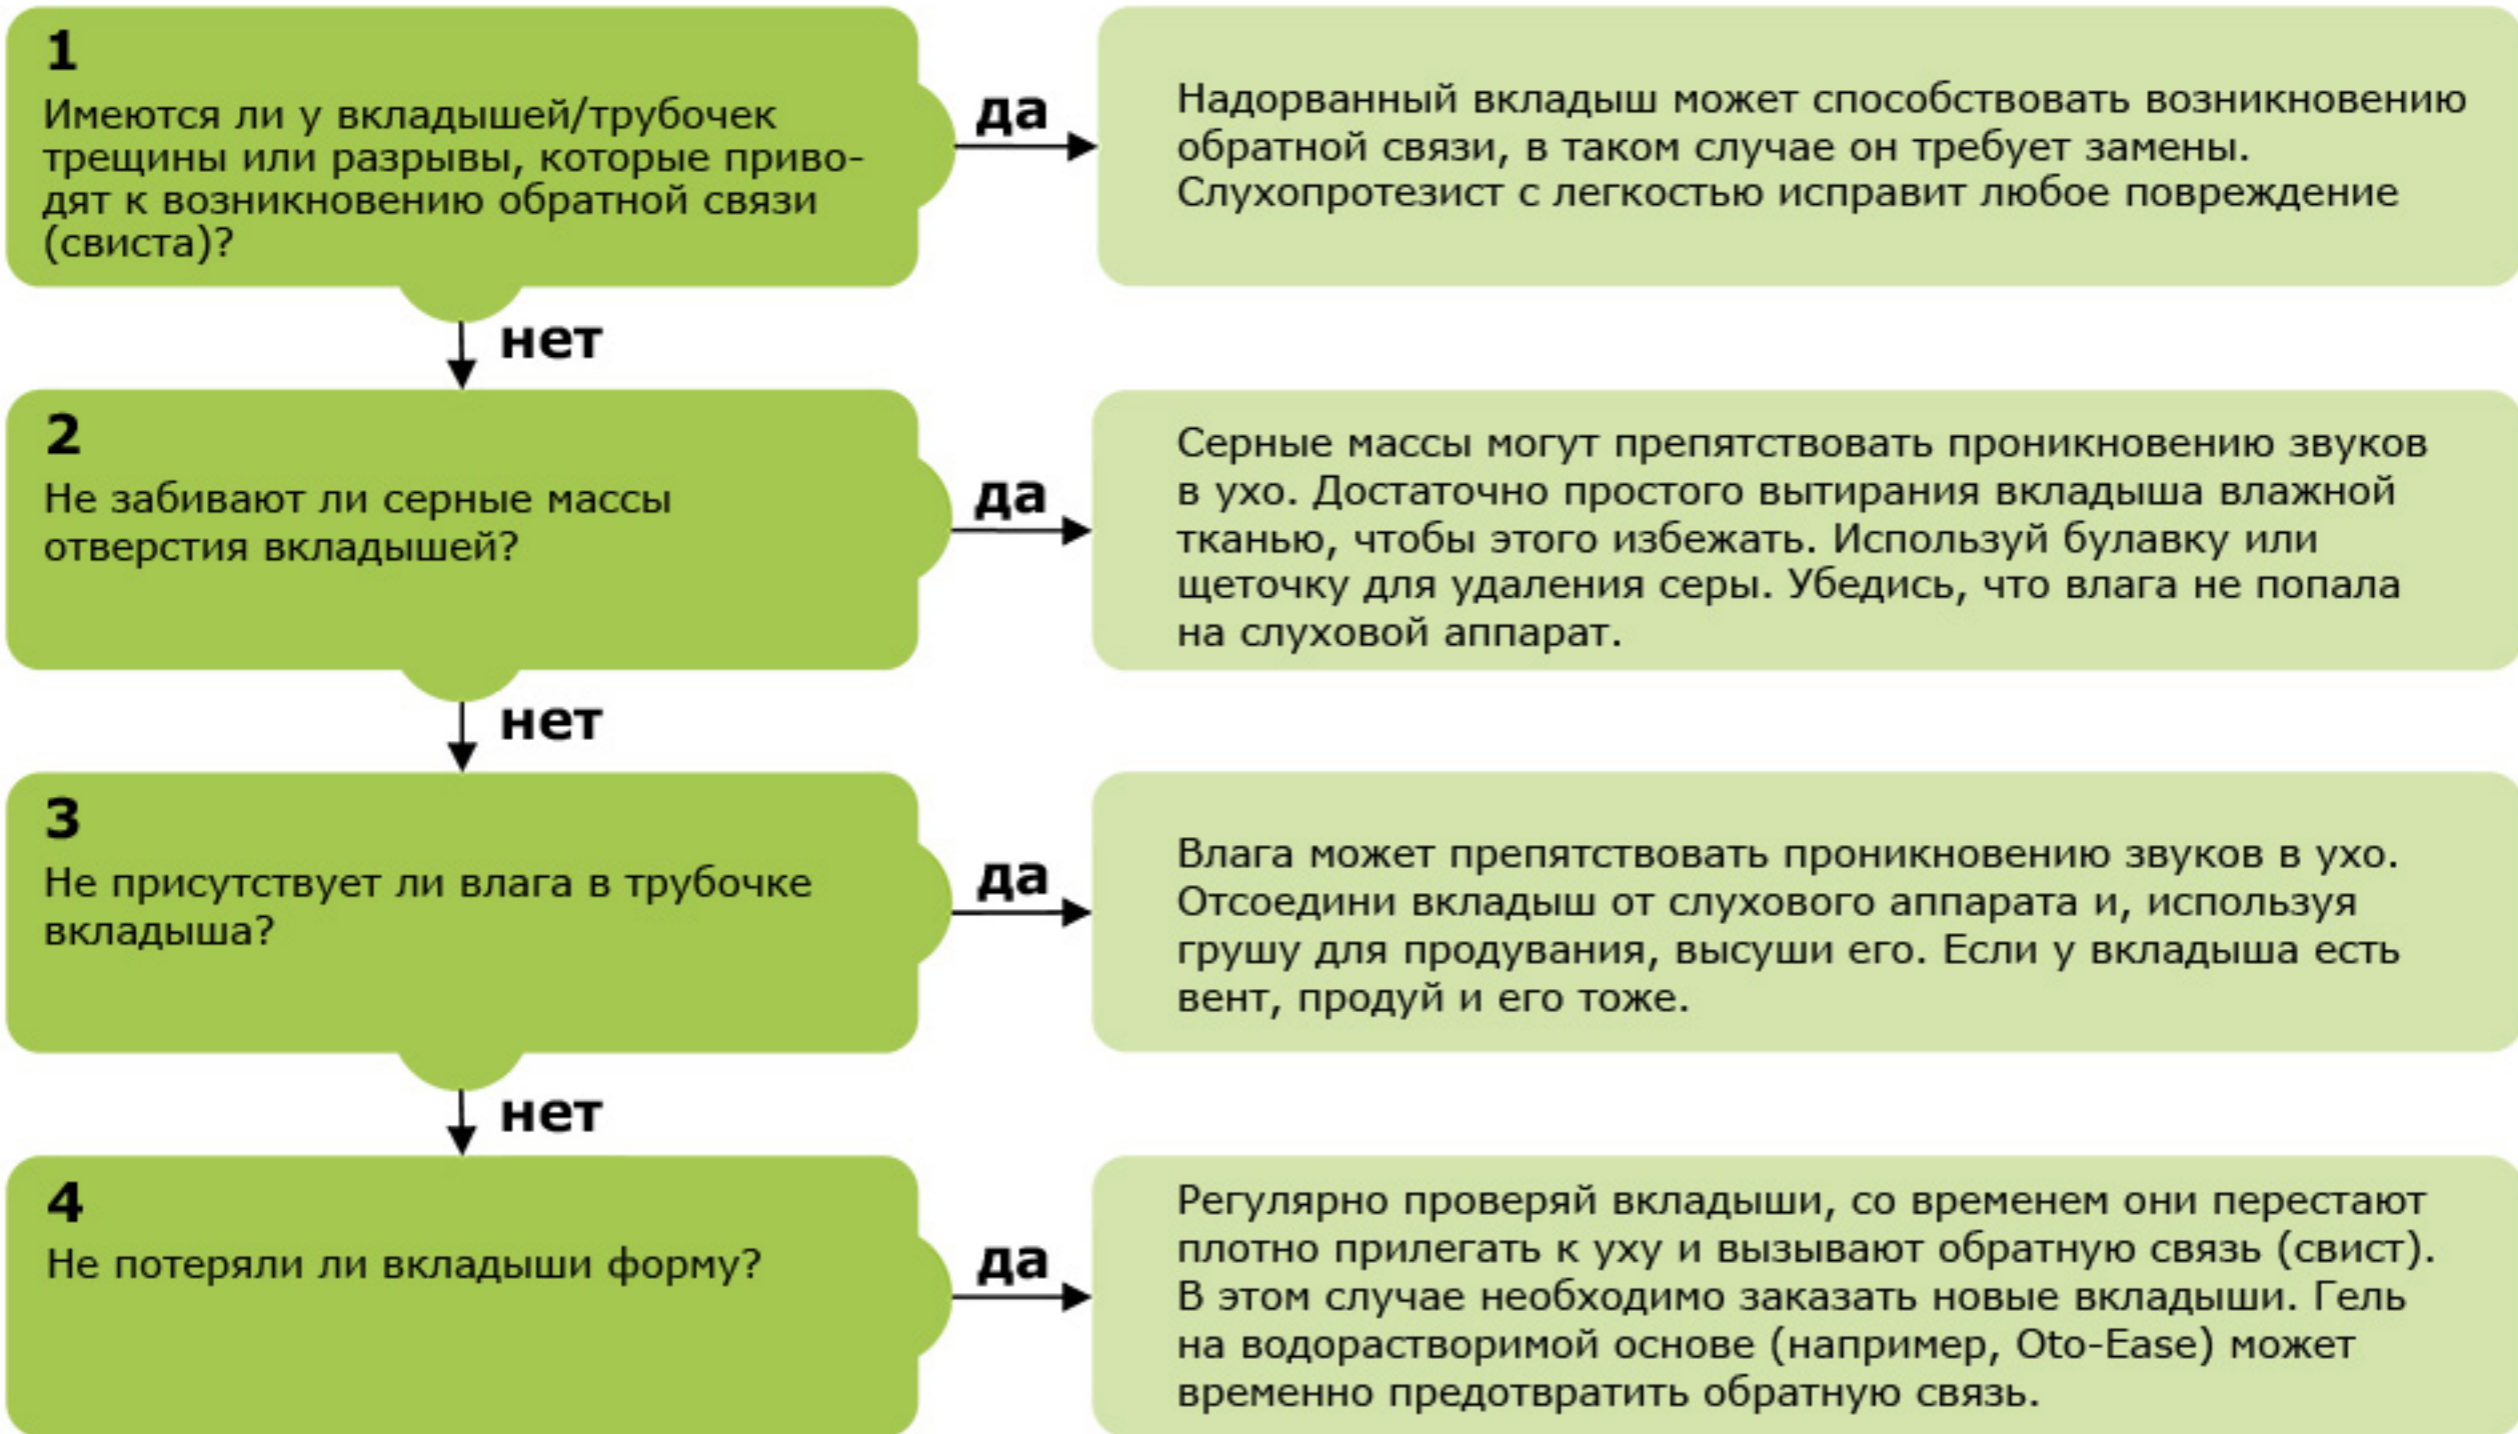 1
Имеются ли у вкладышей/трубочек
трещины или разрывы, которые приво-
дят к возникновению обратной связи
(свиста)?
да
Надорванный вкладыш может способствовать возникновению
обратной связи, в таком случае он требует замены.
Слухопротезист с легкостью исправит любое повреждение
нет
2
Не забивают ли серные массы
отверстия вкладышей?
да
Серные массы могут препятствовать проникновению звуков
в ухо. Достаточно простого вытирания вкладыша влажной
тканью, чтобы этого избежать. Используй булавку или
щеточку для удаления серы. Убедись, что влага не попала
на слуховой аппарат.
нет
3
Не присутствует ли влага в трубочке
вкладыша?
да
Влага может препятствовать проникновению звуков в ухо.
Отсоедини вкладыш от слухового аппарата и, используя
грушу для продувания, высуши его. Если у вкладыша есть
вент, продуй и его тоже.
нет
4
Не потеряли ли вкладыши форму?
да
Регулярно проверяй вкладыши, со временем они перестают
плотно прилегать к уху и вызывают обратную связь (свист).
В этом случае необходимо заказать новые вкладыши. Гель
на водорастворимой основе (например, Oto-Ease) может
временно предотвратить обратную связь.